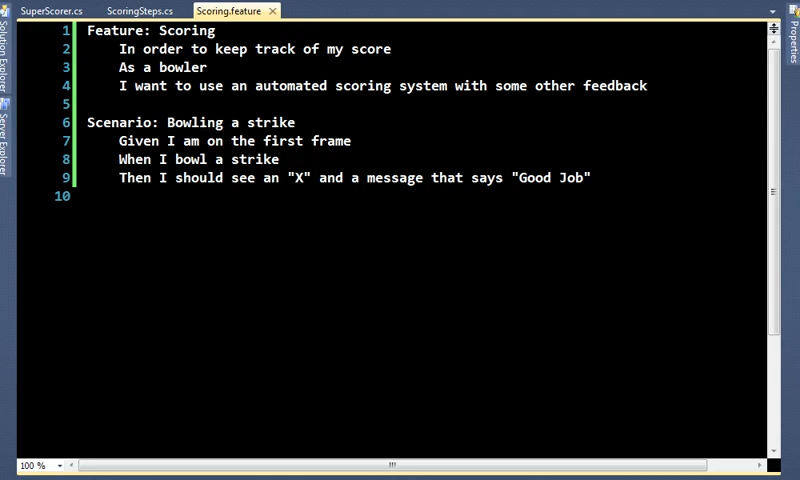 SuperScorer.cs ScoringSteps.cs Scoring.feature
Solution Explorer
Server Explorer
Properties
1 Feature: Scoring
2 In order to keep track of my score
3 As a bowler
4 I want to use an automated scoring system with some other feedback
5
6 Scenario: Bowling a strike
7 Given I am on the first frame
8 When I bowl a strike
9 Then I should see an "X" and a message that says "Good Job"
10
100 %